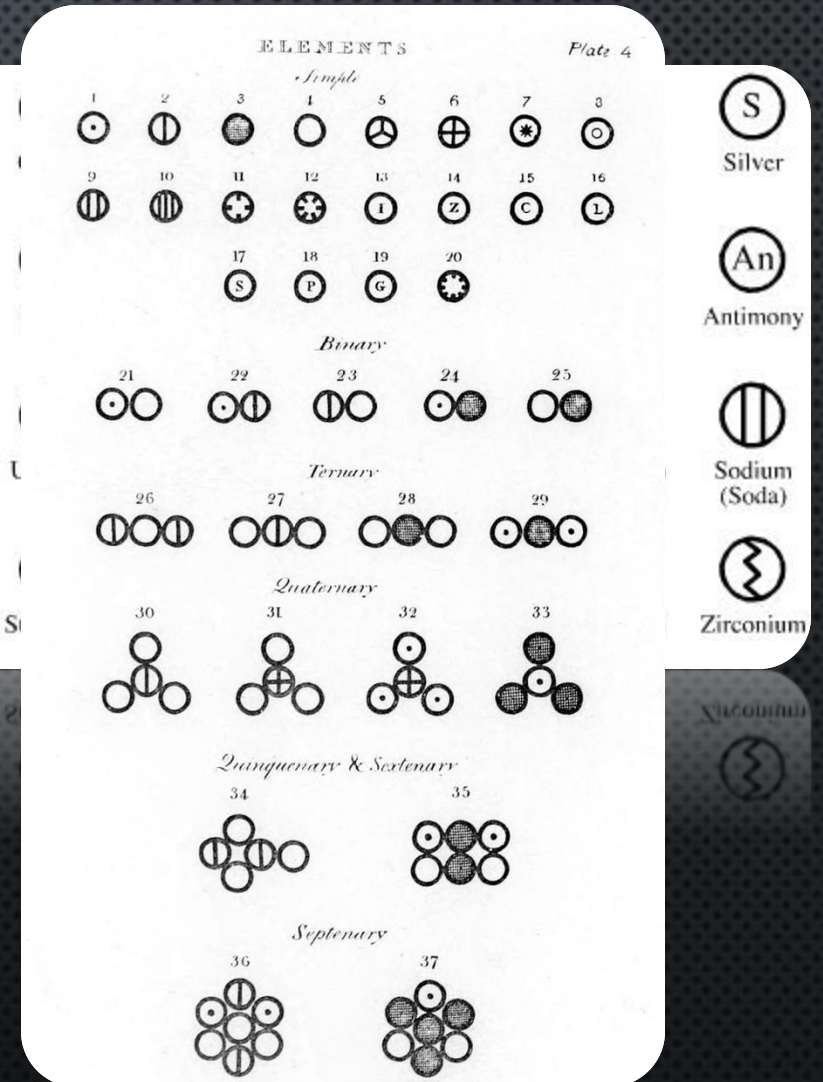 ELEMENTS Plate 4
Simple
1 2 3 4 5 6 7 8
9 10 11 12 13 14 15 16
I Z C L
17 18 19 20
S P G
Binary
21 22 23 24 25
Ternary
26 27 28 29
Quaternary
30 31 32 33
Quinquenary & Sextenary
34 35
Septenary
36 37
S
Silver
An
Antimony
Sodium
(Soda)
Zirconium